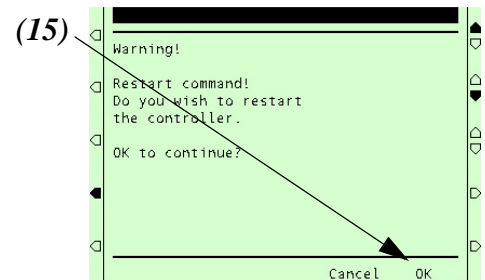 (15)
Warning!
Restart command!
Do you wish to restart
the controller.
OK to continue?
Cancel OK